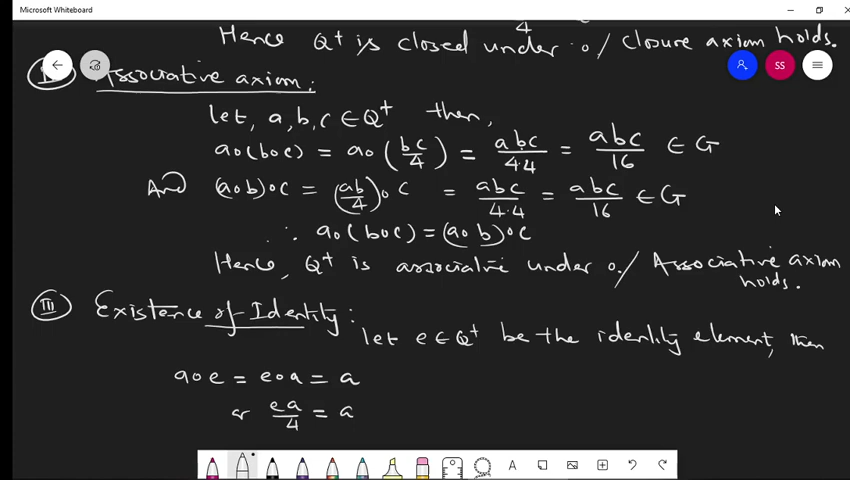 Microsoft Whiteboard
4
Hence Q⁺ is closed under o / closure axiom holds.
SS
Associative axiom:
let, a, b, c ∈ Q⁺ then,
ao(boc) = ao(bc/4) = abc/4.4 = abc/16 ∈ G
And (aob)oc = (ab/4)oc = abc/4.4 = abc/16 ∈ G
∴ ao(boc) = (aob)oc
Hence, Q⁺ is associative under o. / Associative axiom
holds.
III Existence of Identity:
let e ∈ Q⁺ be the identity element, then
aoe = eoa = a
or ea/4 = a
A